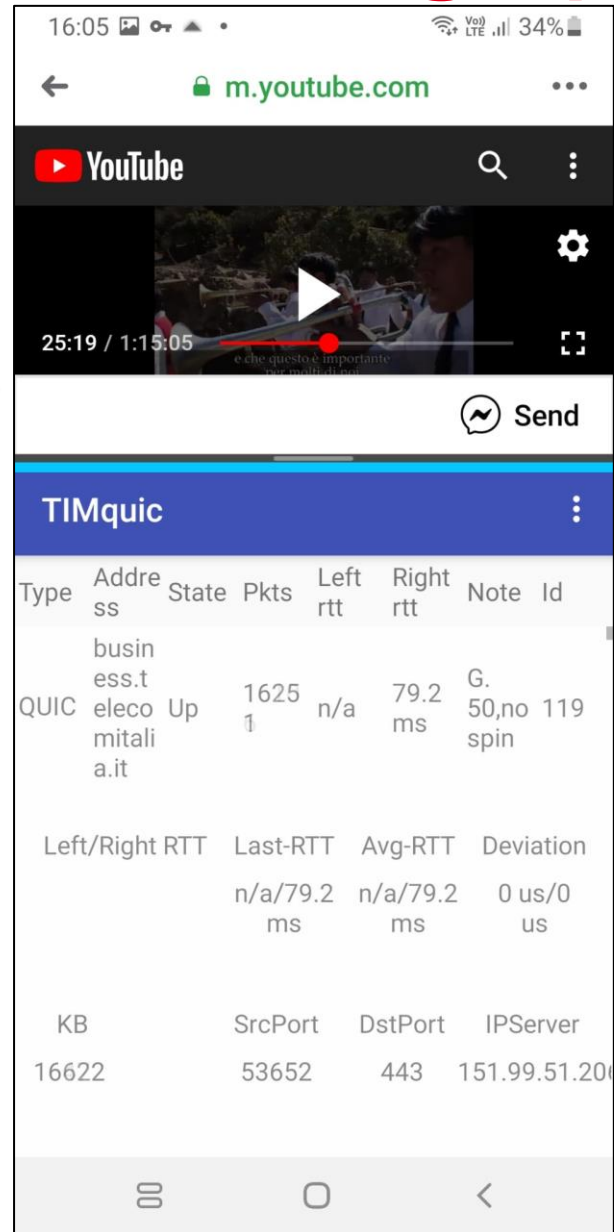 16:05 34%
m.youtube.com
YouTube
25:19 / 1:15:05
e che questo è importante
per molti di noi
Send
TIMquic
Type Addre ss State Pkts Left rtt Right rtt Note Id
QUIC busin ess.t eleco mitali a.it Up 1625 1 n/a 79.2 ms G. 50,no spin 119
Left/Right RTT Last-RTT Avg-RTT Deviation
n/a/79.2 ms n/a/79.2 ms 0 us/0 us
KB SrcPort DstPort IPServer
16622 53652 443 151.99.51.20